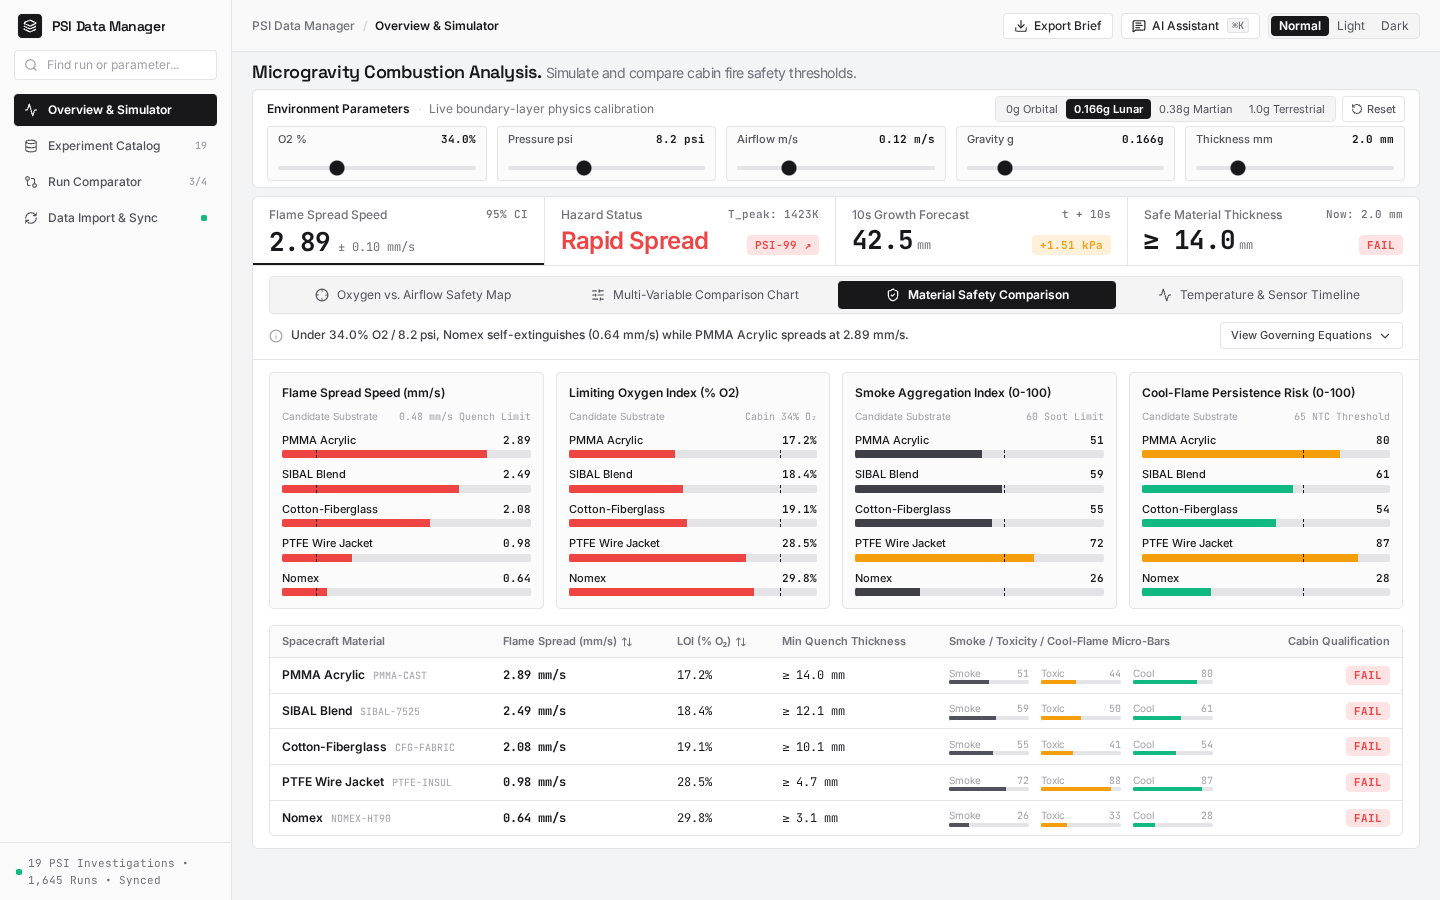 PSI Data Manager
Find run or parameter...
Overview & Simulator
Experiment Catalog 19
Run Comparator 3/4
Data Import & Sync
19 PSI Investigations •
1,645 Runs • Synced
PSI Data Manager / Overview & Simulator
Export Brief
AI Assistant ⌘K
Normal Light Dark
Microgravity Combustion Analysis. Simulate and compare cabin fire safety thresholds.
Environment Parameters · Live boundary-layer physics calibration
0g Orbital 0.166g Lunar 0.38g Martian 1.0g Terrestrial Reset
O2 % 34.0%
Pressure psi 8.2 psi
Airflow m/s 0.12 m/s
Gravity g 0.166g
Thickness mm 2.0 mm
Flame Spread Speed 95% CI
2.89 ± 0.10 mm/s
Hazard Status T_peak: 1423K
Rapid Spread PSI-99 ↗
10s Growth Forecast t + 10s
42.5 mm +1.51 kPa
Safe Material Thickness Now: 2.0 mm
≥ 14.0 mm FAIL
Oxygen vs. Airflow Safety Map
Multi-Variable Comparison Chart
Material Safety Comparison
Temperature & Sensor Timeline
Under 34.0% O2 / 8.2 psi, Nomex self-extinguishes (0.64 mm/s) while PMMA Acrylic spreads at 2.89 mm/s.
View Governing Equations
Flame Spread Speed (mm/s)
Candidate Substrate 0.48 mm/s Quench Limit
PMMA Acrylic 2.89
SIBAL Blend 2.49
Cotton-Fiberglass 2.08
PTFE Wire Jacket 0.98
Nomex 0.64
Limiting Oxygen Index (% O2)
Candidate Substrate Cabin 34% O₂
PMMA Acrylic 17.2%
SIBAL Blend 18.4%
Cotton-Fiberglass 19.1%
PTFE Wire Jacket 28.5%
Nomex 29.8%
Smoke Aggregation Index (0-100)
Candidate Substrate 60 Soot Limit
PMMA Acrylic 51
SIBAL Blend 59
Cotton-Fiberglass 55
PTFE Wire Jacket 72
Nomex 26
Cool-Flame Persistence Risk (0-100)
Candidate Substrate 65 NTC Threshold
PMMA Acrylic 80
SIBAL Blend 61
Cotton-Fiberglass 54
PTFE Wire Jacket 87
Nomex 28
Spacecraft Material Flame Spread (mm/s) ↑↓ LOI (% O₂) ↑↓ Min Quench Thickness Smoke / Toxicity / Cool-Flame Micro-Bars Cabin Qualification
PMMA Acrylic PMMA-CAST 2.89 mm/s 17.2% ≥ 14.0 mm Smoke 51 Toxic 44 Cool 80 FAIL
SIBAL Blend SIBAL-7525 2.49 mm/s 18.4% ≥ 12.1 mm Smoke 59 Toxic 50 Cool 61 FAIL
Cotton-Fiberglass CFG-FABRIC 2.08 mm/s 19.1% ≥ 10.1 mm Smoke 55 Toxic 41 Cool 54 FAIL
PTFE Wire Jacket PTFE-INSUL 0.98 mm/s 28.5% ≥ 4.7 mm Smoke 72 Toxic 88 Cool 87 FAIL
Nomex NOMEX-HT90 0.64 mm/s 29.8% ≥ 3.1 mm Smoke 26 Toxic 33 Cool 28 FAIL